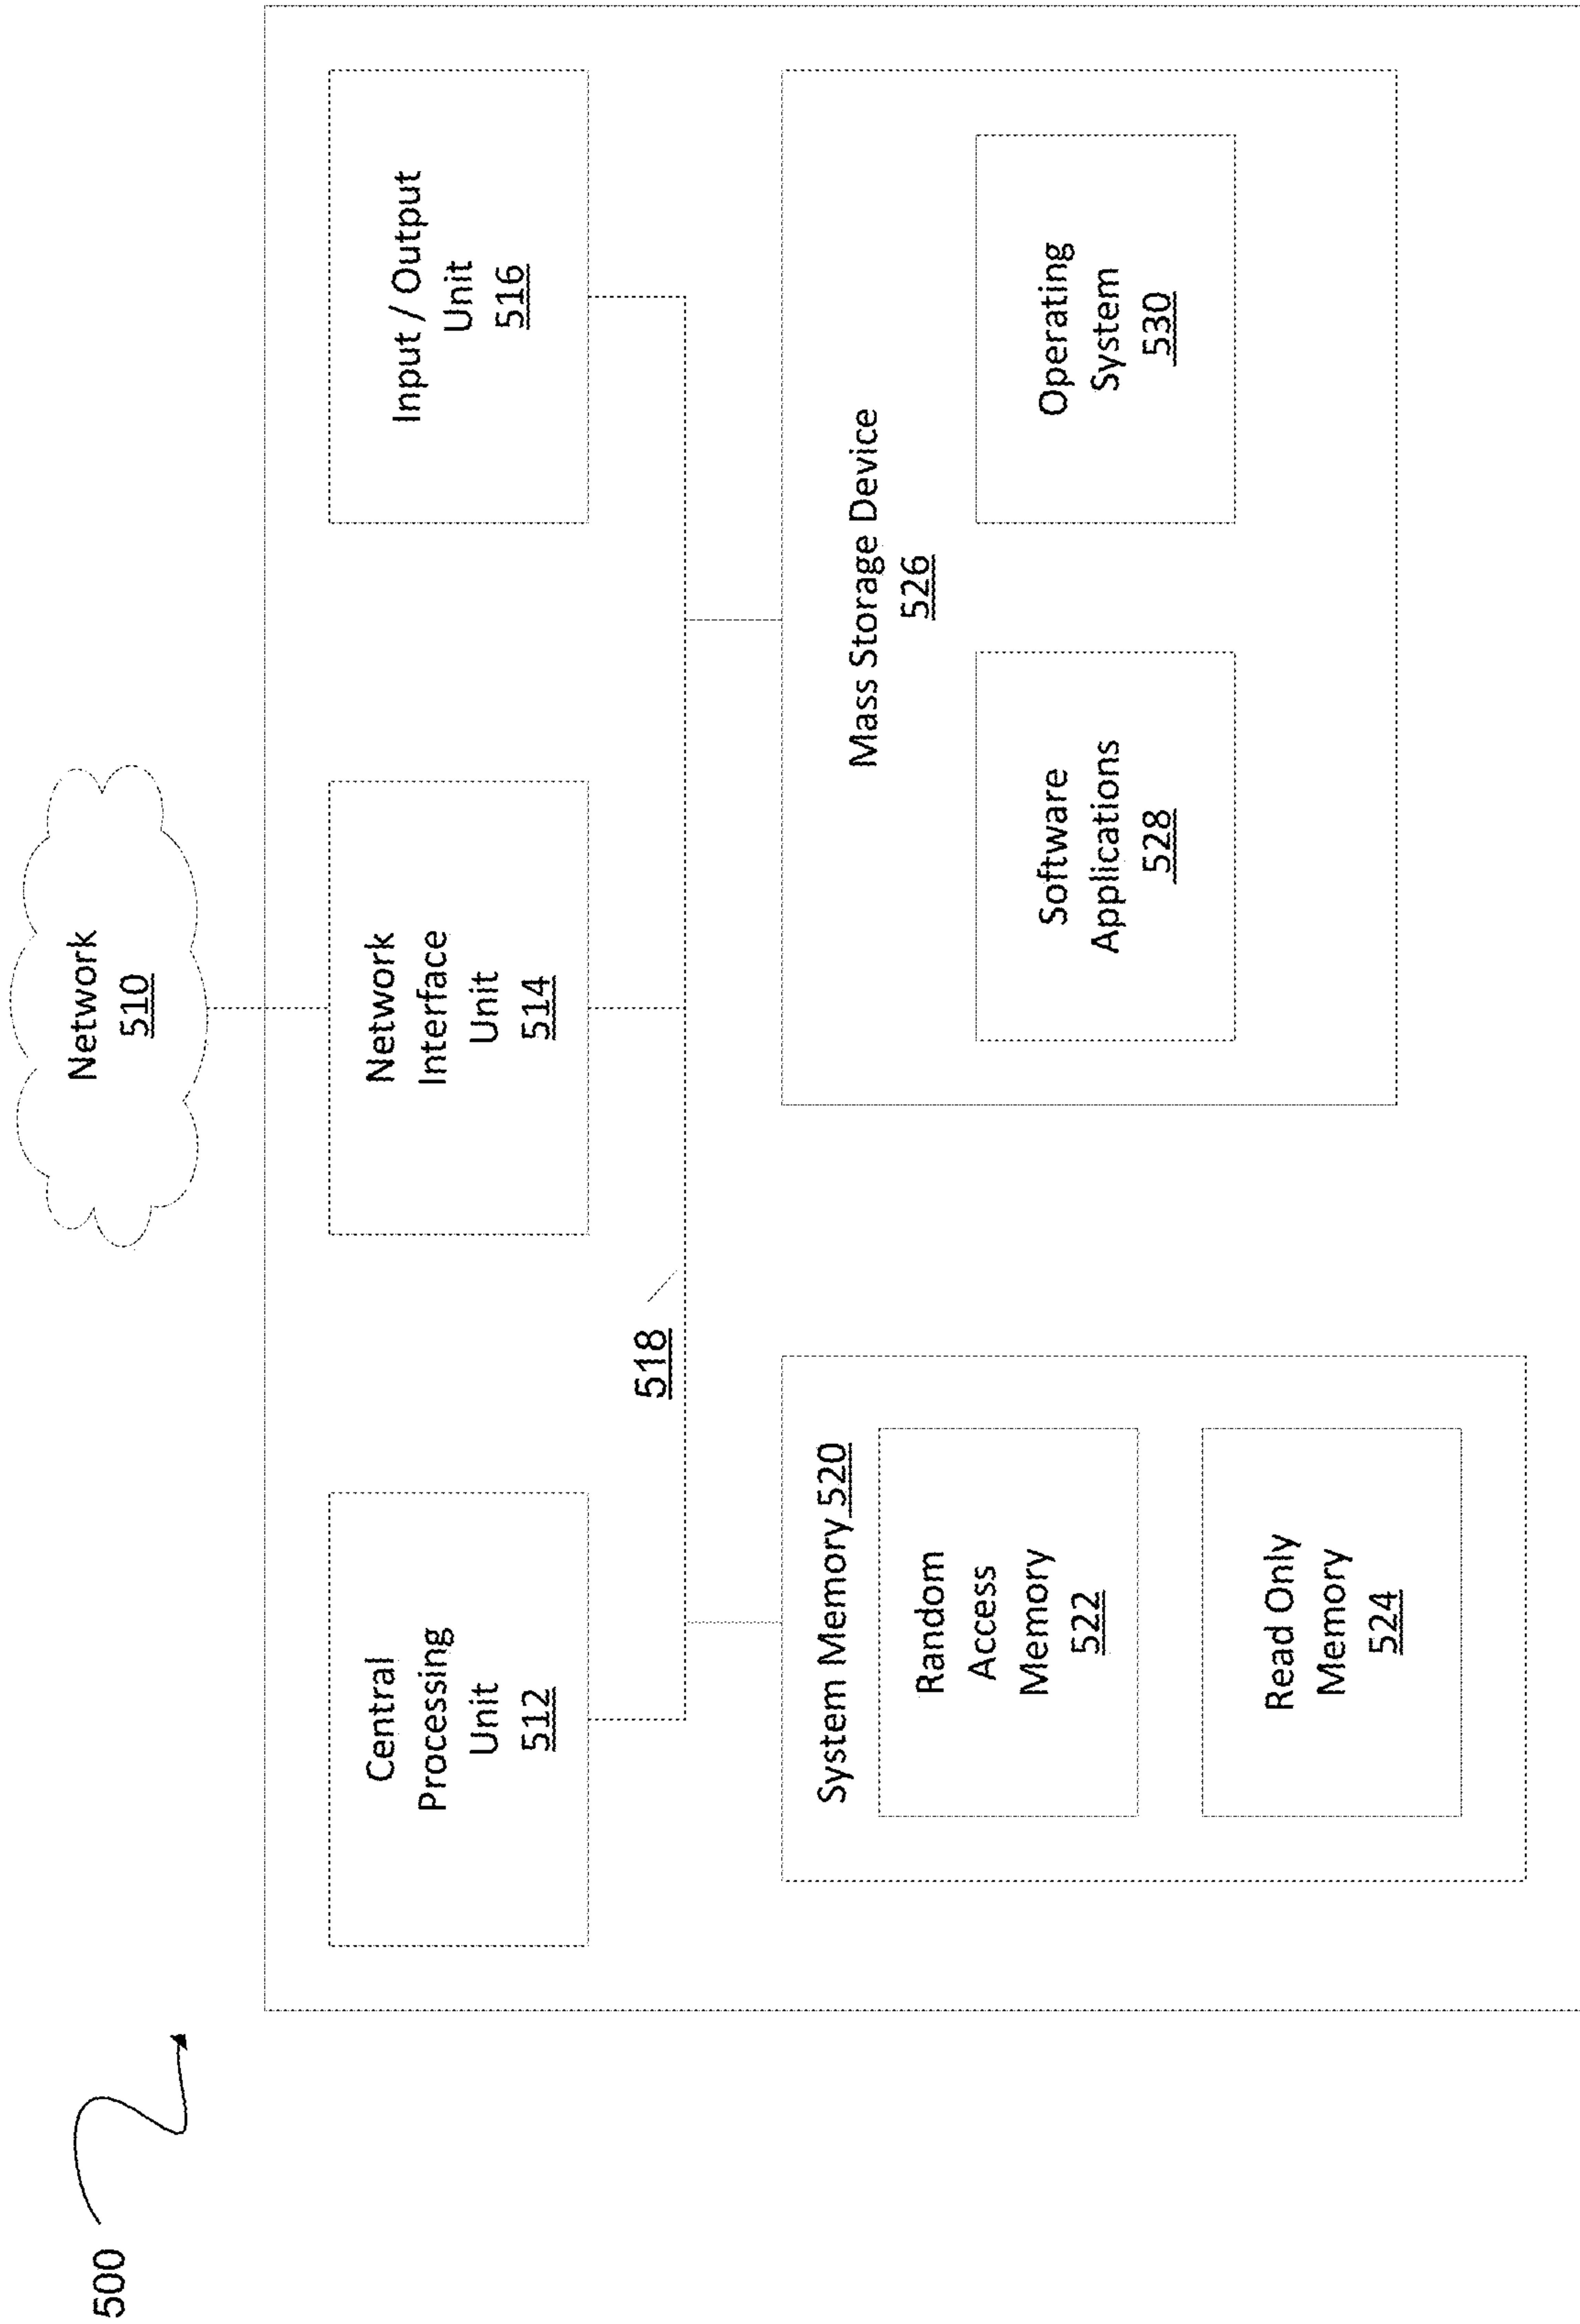 500
Network
510
Central
Processing
Unit
512
Network
Interface
Unit
514
Input / Output
Unit
516
518
System Memory 520
Random
Access
Memory
522
Read Only
Memory
524
Mass Storage Device
526
Software
Applications
528
Operating
System
530